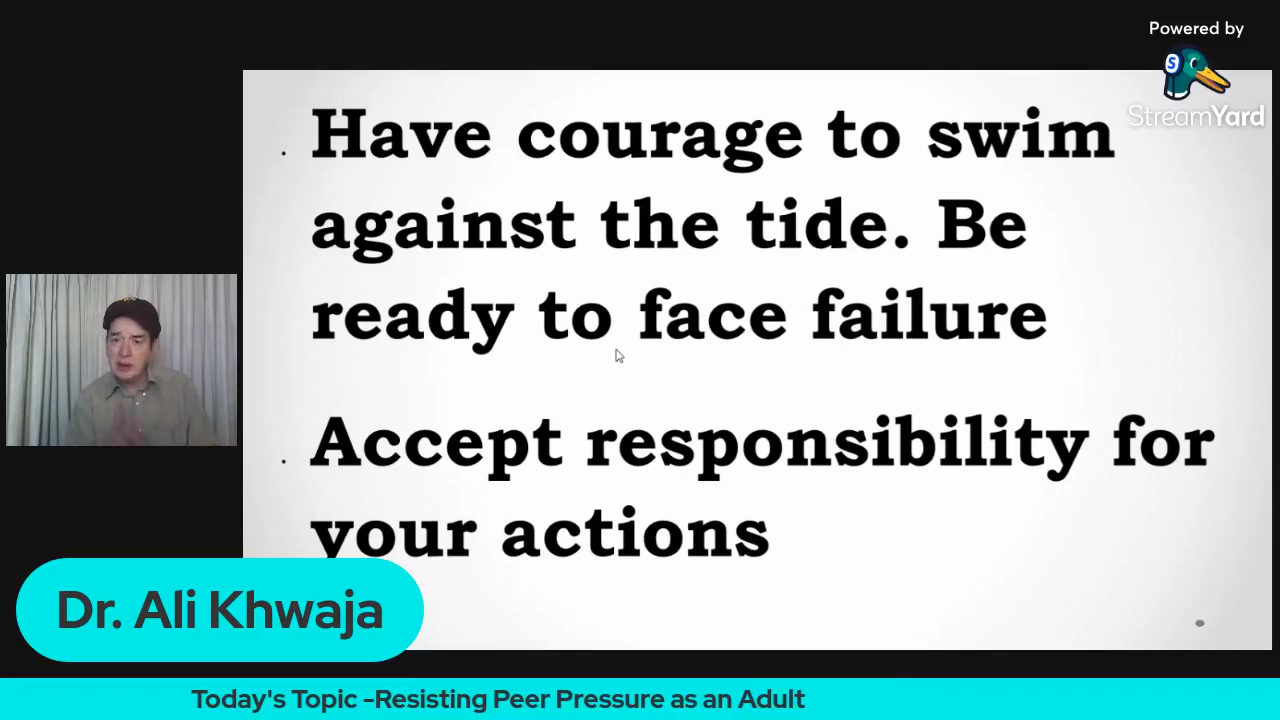 Powered by
StreamYard
. Have courage to swim
against the tide. Be
ready to face failure
. Accept responsibility for
your actions
Dr. Ali Khwaja
Today's Topic -Resisting Peer Pressure as an Adult